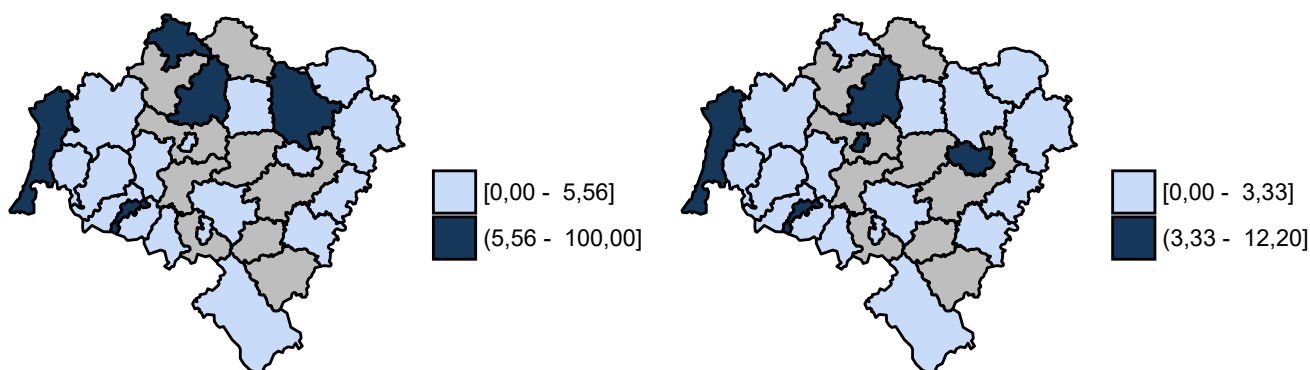 [0,00 - 5,56]
(5,56 - 100,00]
[0,00 - 3,33]
(3,33 - 12,20]